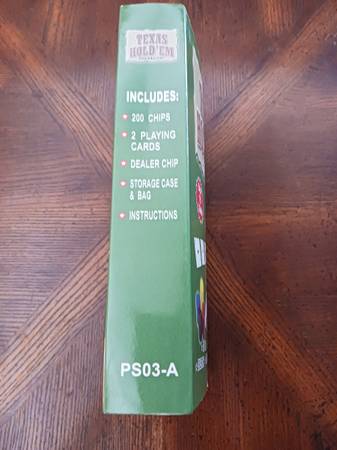 TEXAS
HOLD'EM
INCLUDES:
200 CHIPS
2 PLAYING
CARDS
DEALER CHIP
STORAGE CASE
& BAG
INSTRUCTIONS
PS03-A